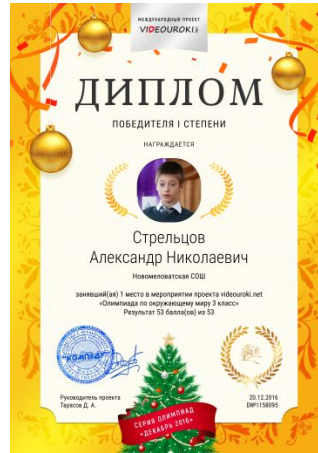 МЕЖДУНАРОДНЫЙ ПРОЕКТ
VIDEOUROKI
ДИПЛОМ
ПОБЕДИТЕЛЯ I СТЕПЕНИ
НАГРАЖДАЕТСЯ
Стрельцов
Александр Николаевич
Новомеловатская СОШ
занявший(ая) 1 место в мероприятии проекта videouroki.net
«Олимпиада по окружающему миру 3 класс»
Результат 53 балла(ов) из 53
«КОМПЭДУ»
Руководитель проекта
Тарасов Д. А.
20.12.2016
DNP1158095
СЕРИЯ ОЛИМПИАД
«ДЕКАБРЬ 2016»